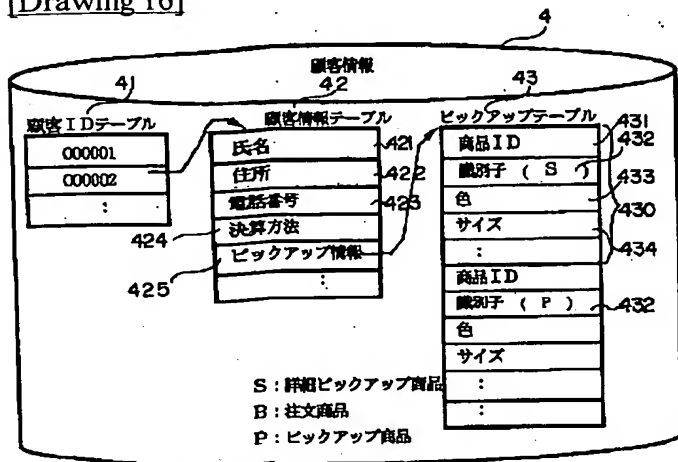 [Drawing 16]
4
顧客情報
41
42
43
顧客IDテーブル
000001
000002
:
顧客情報テーブル
氏名
421
住所
422
電話番号
423
決算方法
424
ピックアップ情報
425
:
ピックアップテーブル
商品ID
431
識別子 ( S )
432
色
433
サイズ
434
:
430
商品ID
識別子 ( P )
432
色
サイズ
:
:
S:詳細ピックアップ商品
B:注文商品
P:ピックアップ商品